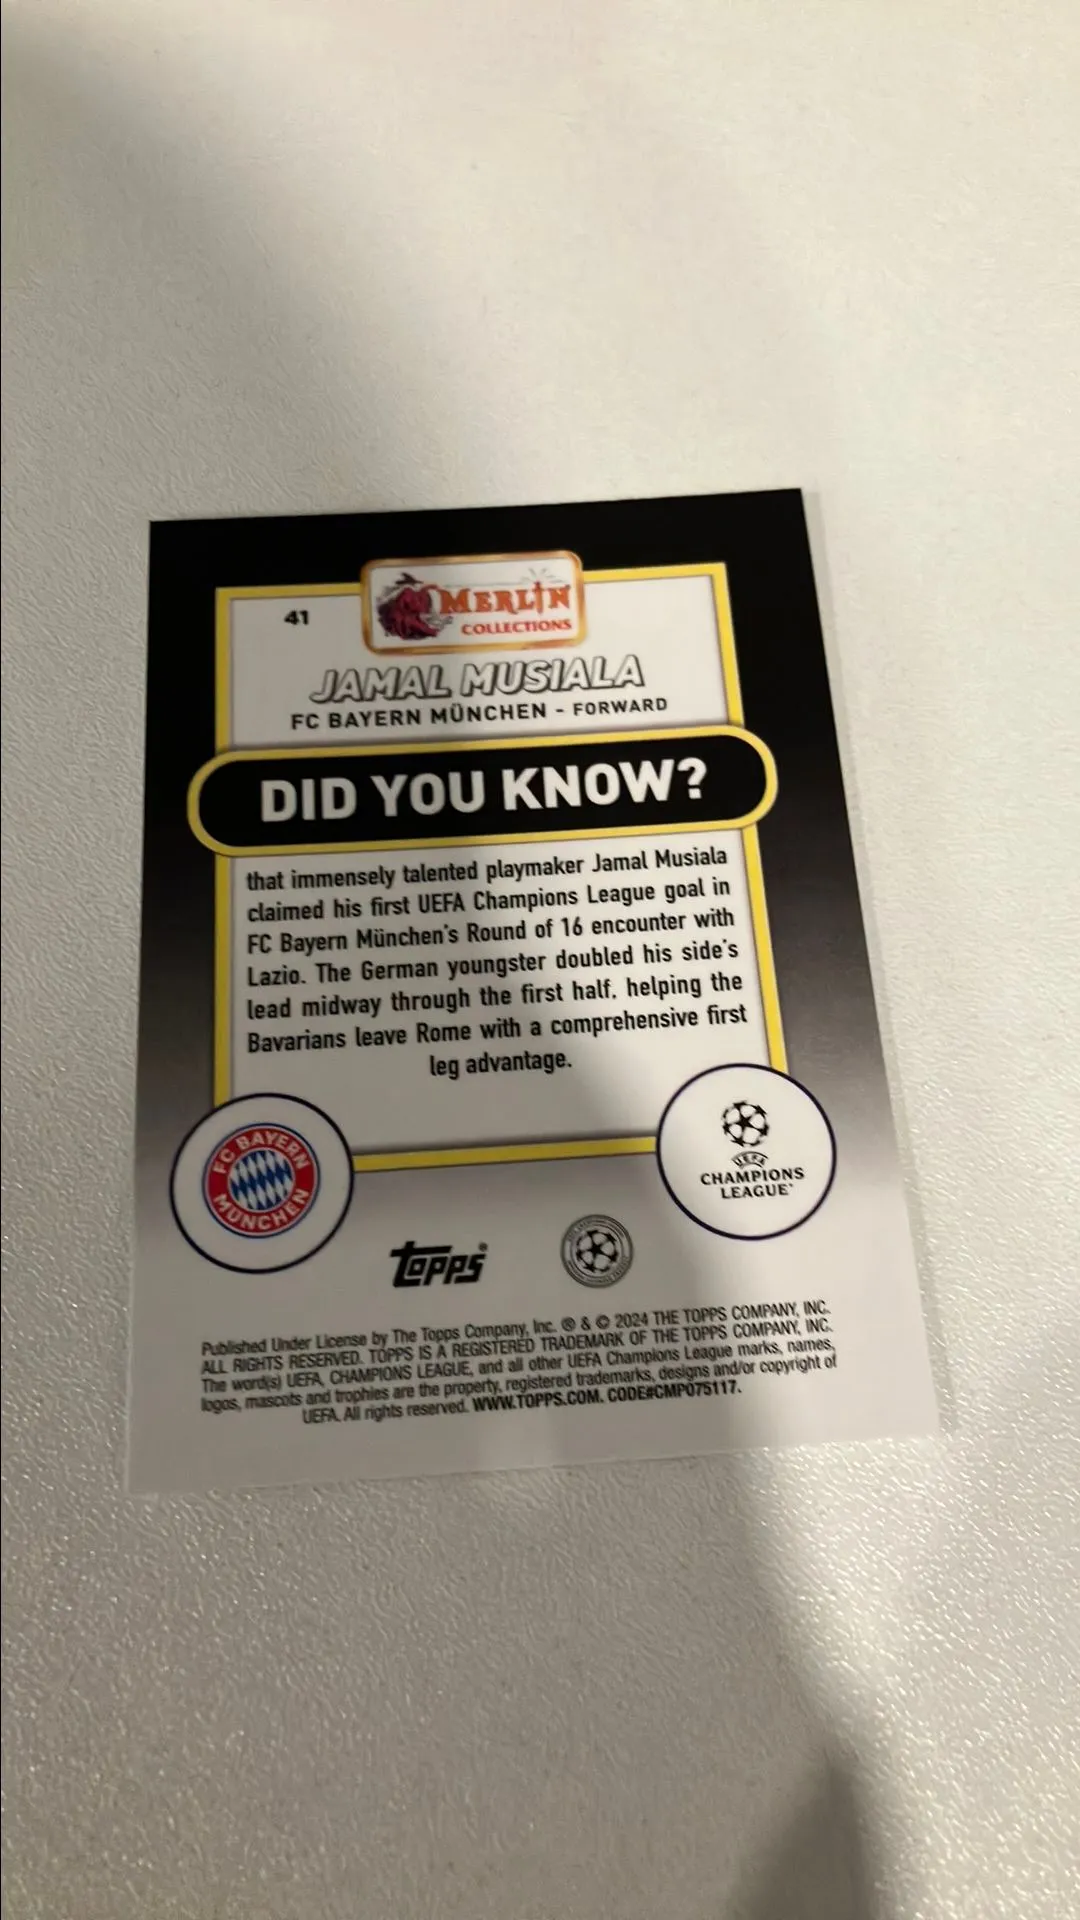 41
MERLIN
COLLECTIONS
JAMAL MUSIALA
FC BAYERN MÜNCHEN - FORWARD
DID YOU KNOW?
that immensely talented playmaker Jamal Musiala
claimed his first UEFA Champions League goal in
FC Bayern München's Round of 16 encounter with
Lazio. The German youngster doubled his side's
lead midway through the first half, helping the
Bavarians leave Rome with a comprehensive first
leg advantage.
FC BAYERN
MÜNCHEN
UEFA
CHAMPIONS
LEAGUE
Topps®
Published Under License by The Topps Company, Inc. ® & © 2024 THE TOPPS COMPANY, INC.
ALL RIGHTS RESERVED. TOPPS IS A REGISTERED TRADEMARK OF THE TOPPS COMPANY, INC.
The word(s) UEFA, CHAMPIONS LEAGUE, and all other UEFA Champions League marks, names,
logos, mascots and trophies are the property, registered trademarks, designs and/or copyright of
UEFA. All rights reserved. WWW.TOPPS.COM. CODE#CMP075117.